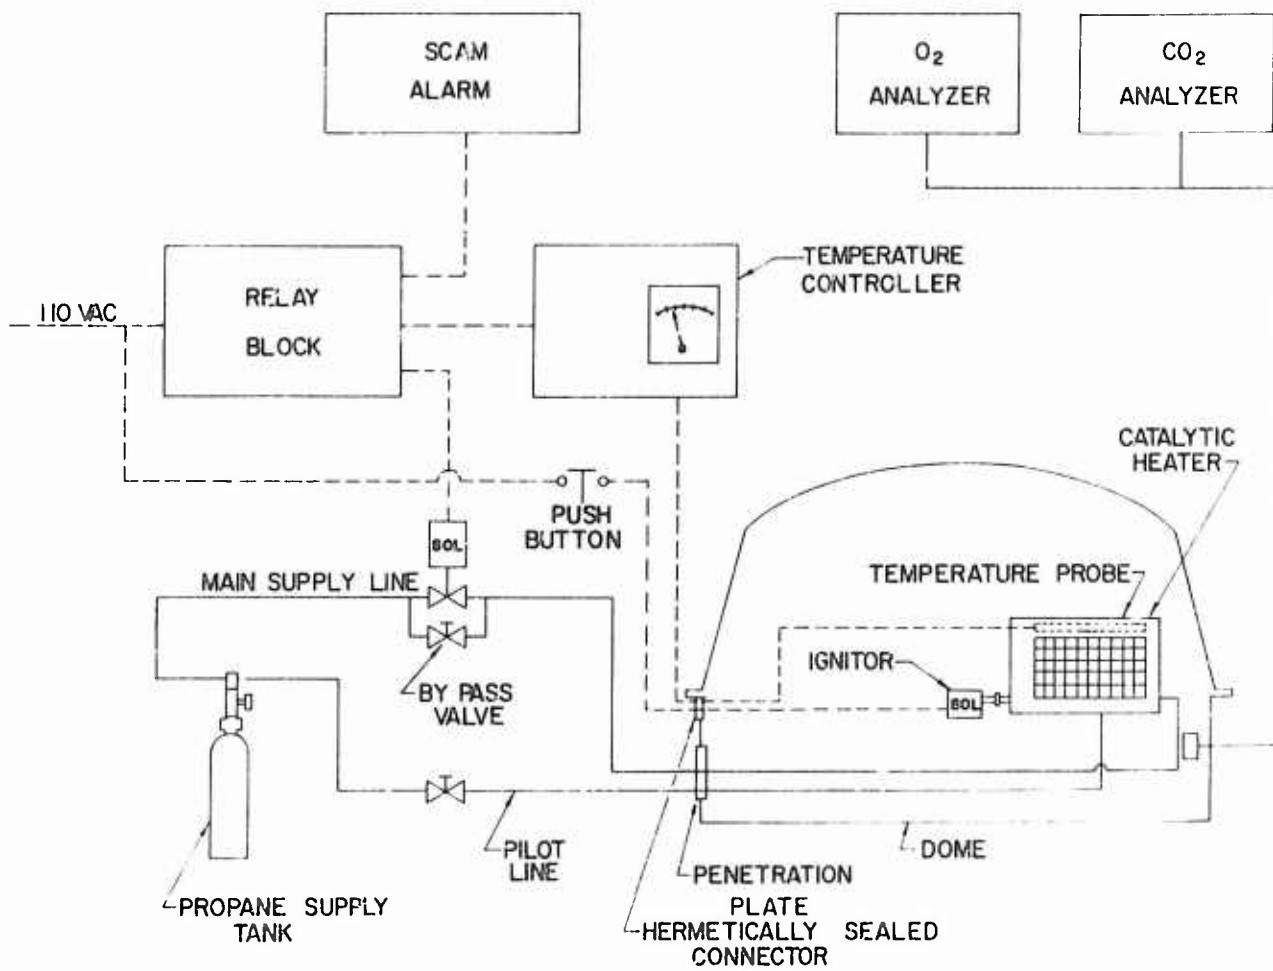 SCAM
ALARM
O2
ANALYZER
CO2
ANALYZER
TEMPERATURE
CONTROLLER
110 VAC
RELAY
BLOCK
CATALYTIC
HEATER
PUSH
BUTTON
SOL
MAIN SUPPLY LINE
TEMPERATURE PROBE
IGNITOR
SOL
BY PASS
VALVE
PILOT
LINE
DOME
PENETRATION
PLATE
PROPANE SUPPLY
TANK
HERMETICALLY SEALED
CONNECTOR